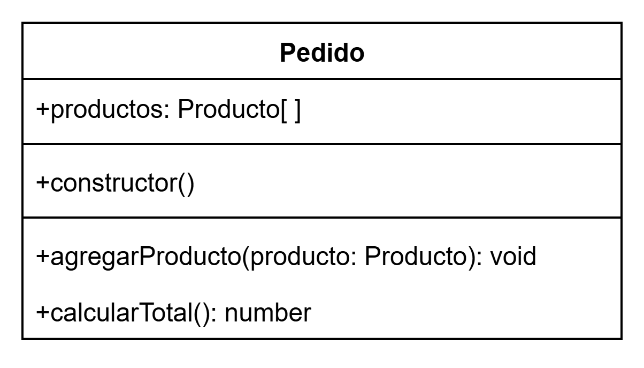 Pedido
+productos: Producto[ ]
+constructor()
+agregarProducto(producto: Producto): void
+calcularTotal(): number